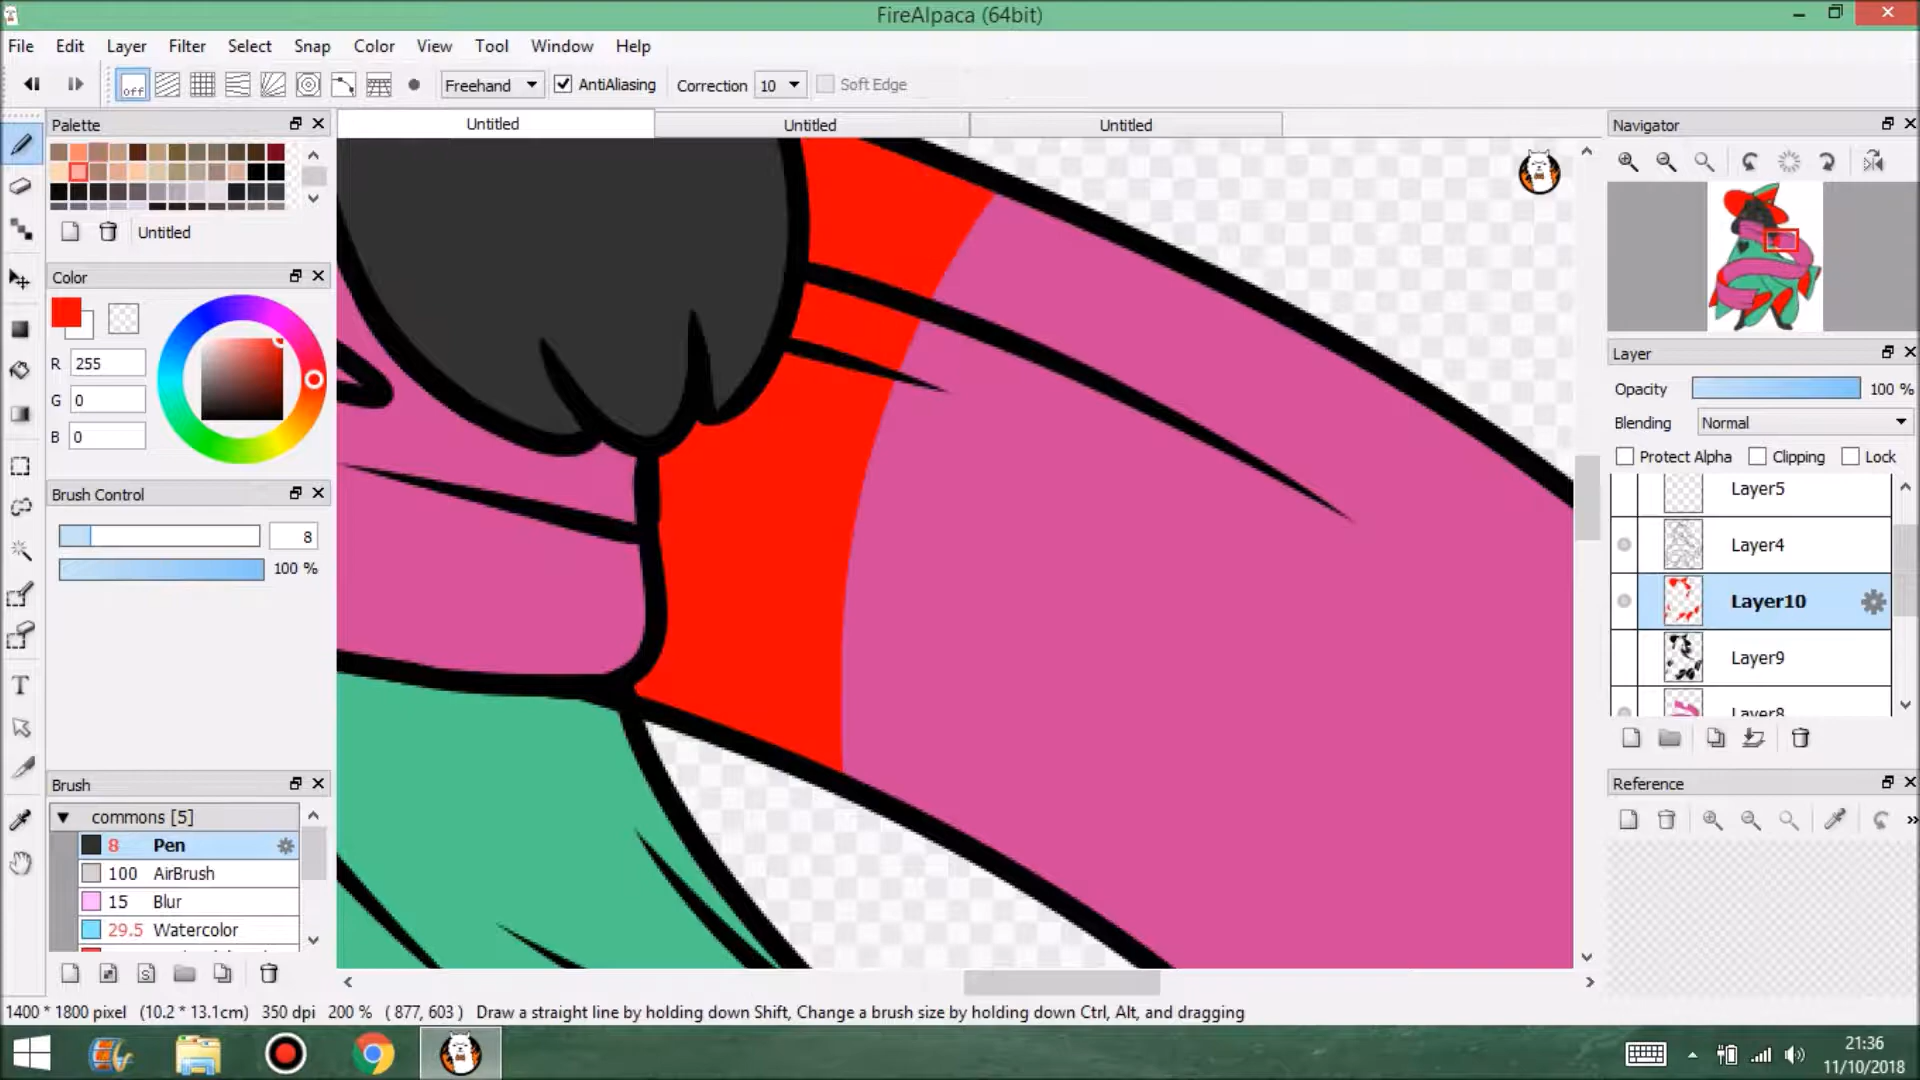 FireAlpaca (64bit)
File Edit Layer Filter Select Snap Color View Tool Window Help
off Freehand AntiAliasing Correction 10 Soft Edge
Palette
Untitled
Untitled
Untitled
Navigator
Untitled
Color
R 255
G 0
B 0
Brush Control
8
100 %
Brush
commons [5]
8 Pen
100 AirBrush
15 Blur
29.5 Watercolor
Layer
Opacity 100 %
Blending Normal
Protect Alpha Clipping Lock
Layer5
Layer4
Layer10
Layer9
Layer8
Reference
1400 * 1800 pixel (10.2 * 13.1cm) 350 dpi 200 % ( 877, 603 ) Draw a straight line by holding down Shift, Change a brush size by holding down Ctrl, Alt, and dragging
21:36
11/10/2018